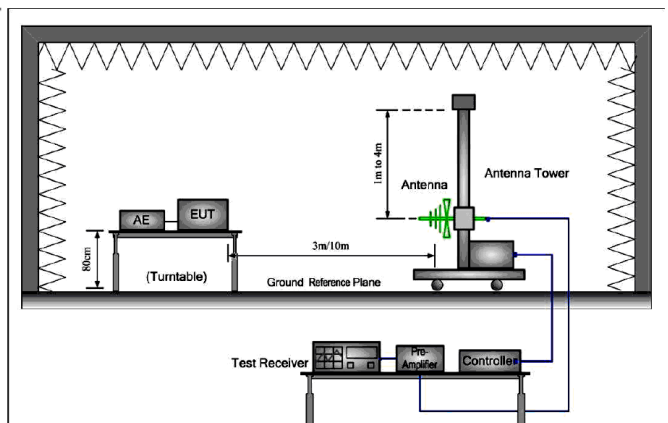 1m to 4m
Antenna
Antenna Tower
AE
EUT
3m/10m
80cm
(Turntable)
Ground Reference Plane
Test Receiver
Pre-
Amplifier
Controller